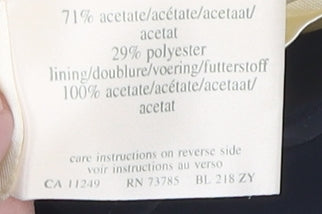 71% acetate/acétate/acetaat/
acetat
29% polyester
lining/doublure/voering/futterstoff
100% acetate/acétate/acetaat/
acetat
care instructions on reverse side
voir instructions au verso
CA 11249 RN 73785 BL 218 ZY